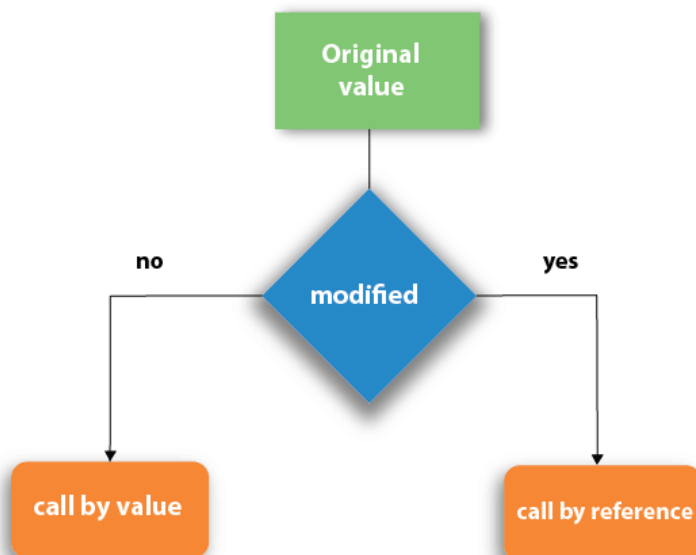 Original
value
no
yes
modified
call by value
call by reference